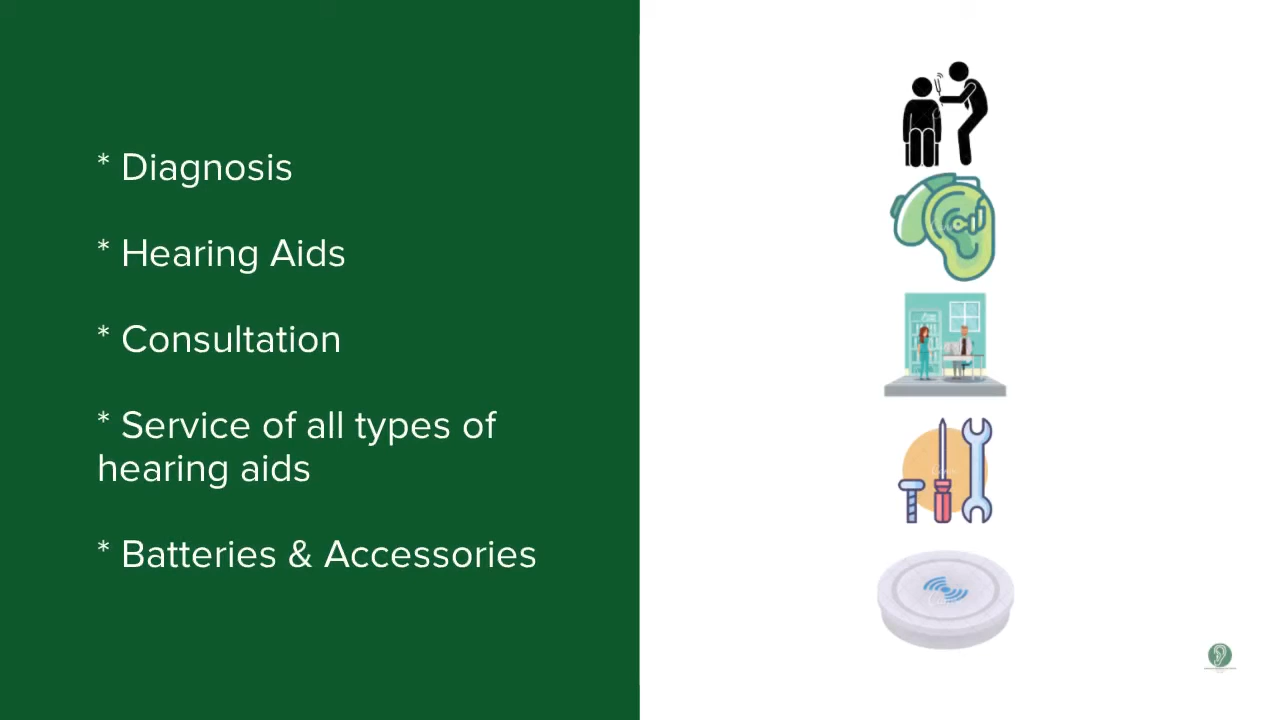 * Diagnosis
* Hearing Aids
* Consultation
* Service of all types of
hearing aids
* Batteries & Accessories